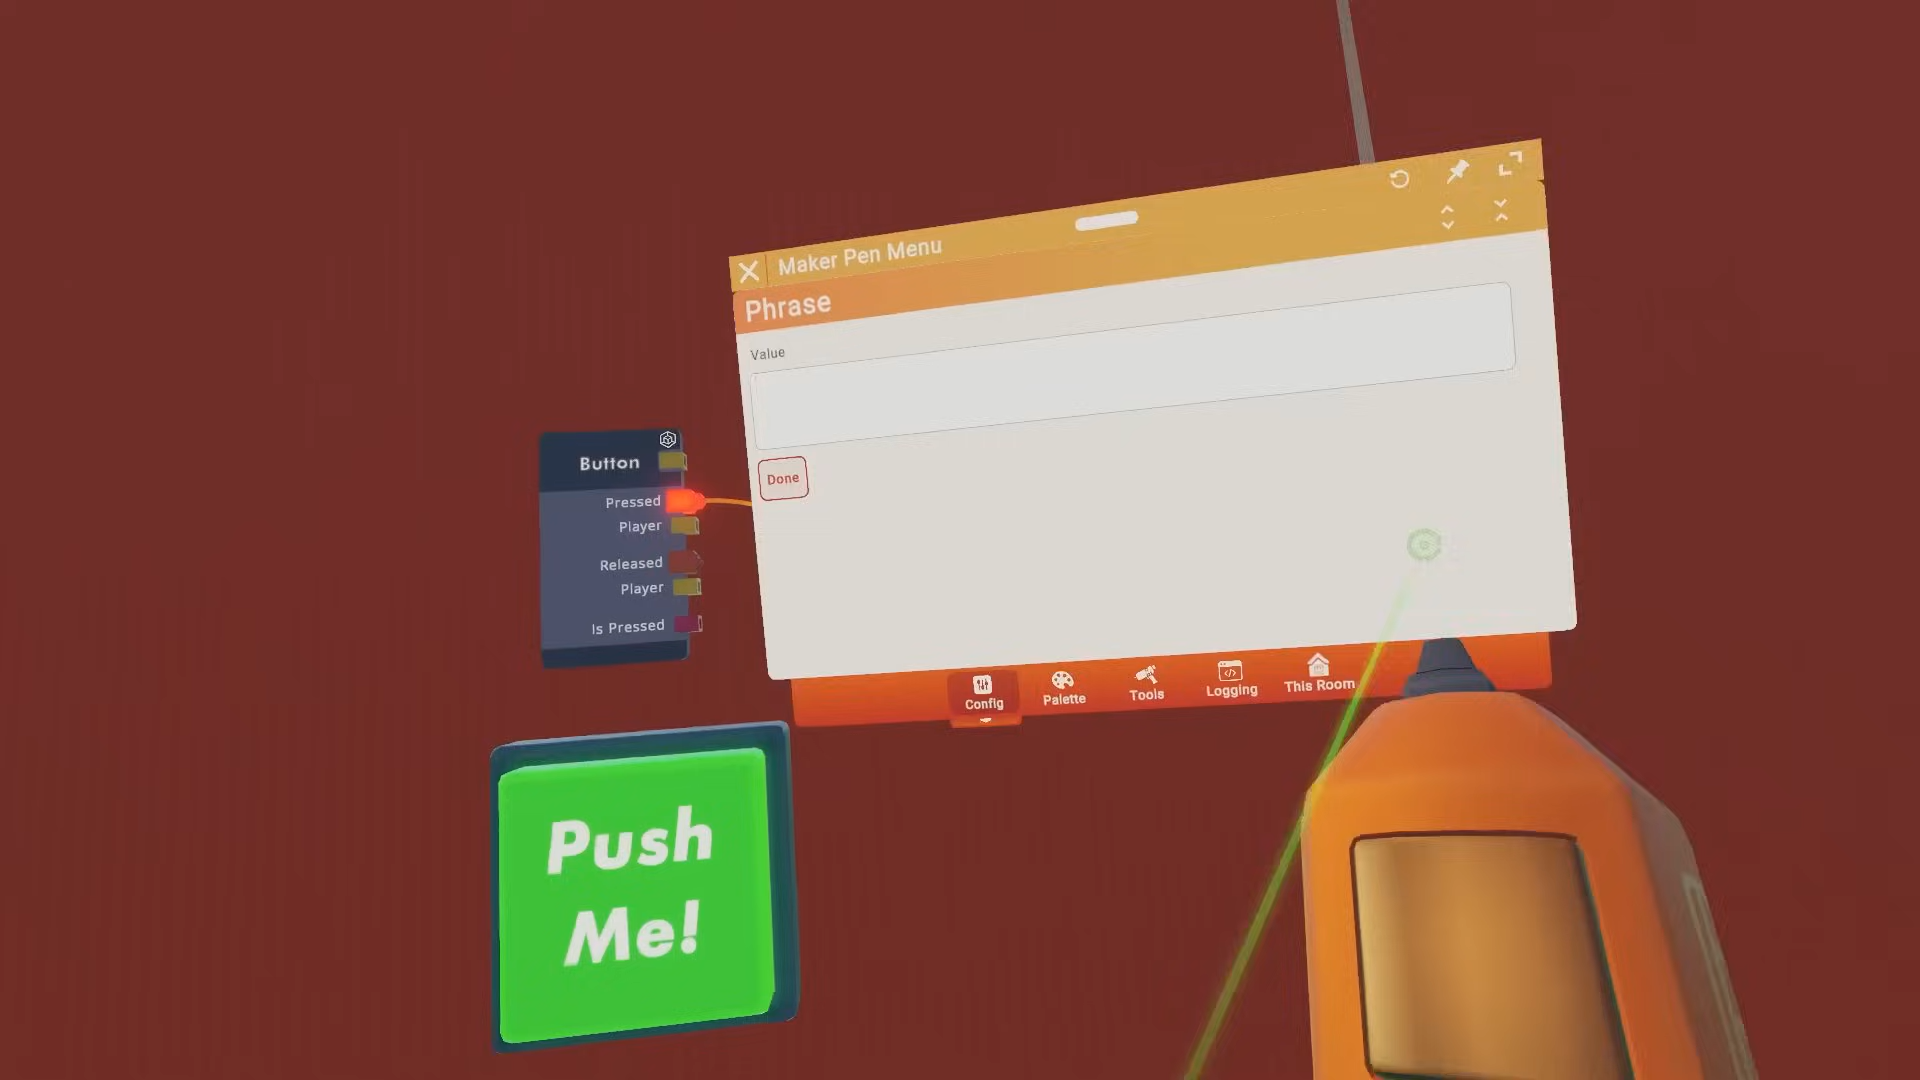 Maker Pen Menu
Phrase
Value
Done
Button
Pressed
Player
Released
Player
Is Pressed
Config
Palette
Tools
Logging
This Room
Push
Me!